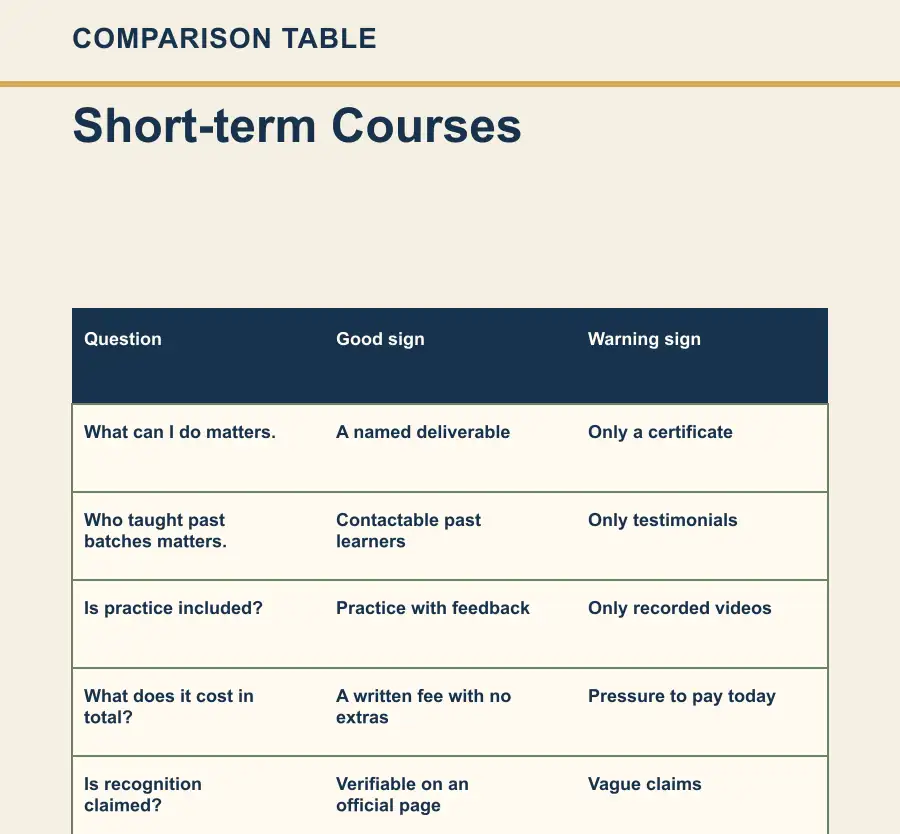 COMPARISON TABLE
Short-term Courses
Question Good sign Warning sign
What can I do matters. A named deliverable Only a certificate
Who taught past Contactable past Only testimonials
batches matters. learners
Is practice included? Practice with feedback Only recorded videos
What does it cost in A written fee with no Pressure to pay today
total? extras
Is recognition Verifiable on an Vague claims
claimed? official page